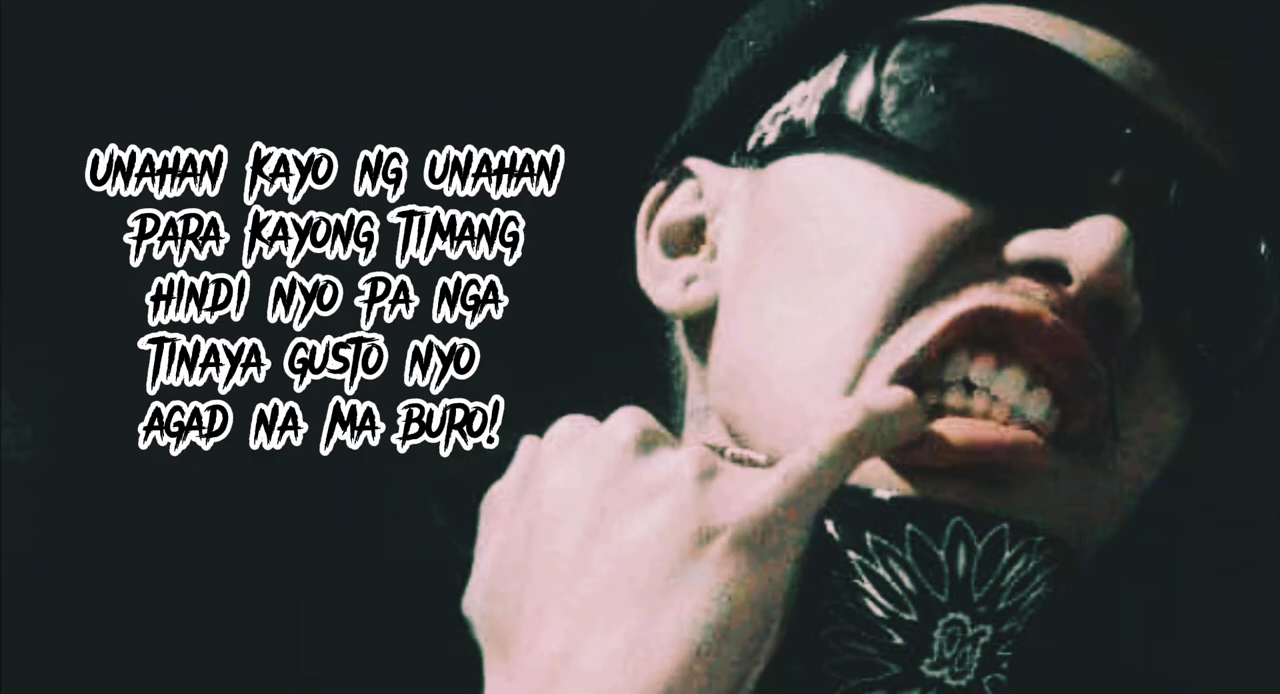 UNAHAN KAYO NG UNAHAN
PARA KAYONG TIMANG
HINDI NYO PA NGA
TINAYA GUSTO NYO
AGAD NA MA BURO!